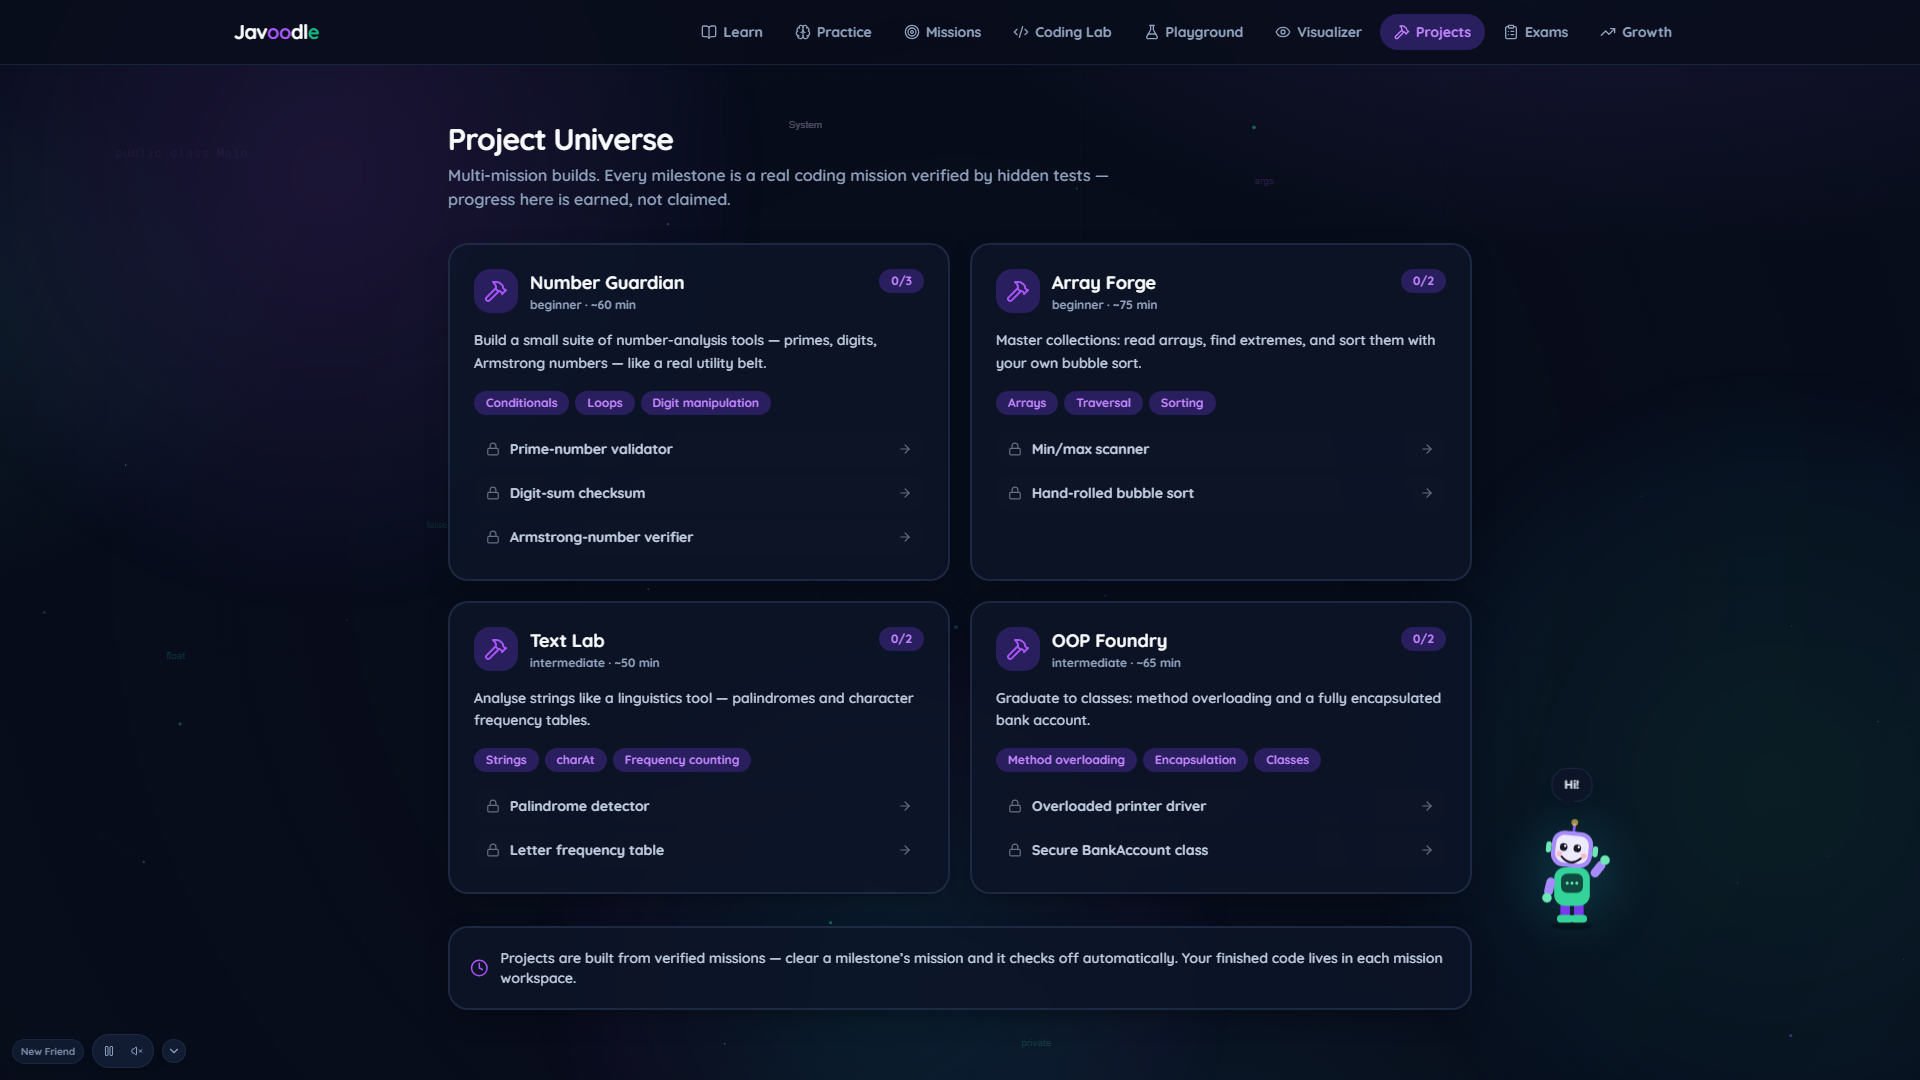 Javoodle
Learn
Practice
Missions
Coding Lab
Playground
Visualizer
Projects
Exams
Growth
System
public class Main
args
Project Universe
Multi-mission builds. Every milestone is a real coding mission verified by hidden tests —
progress here is earned, not claimed.
Number Guardian
beginner · ~60 min
0/3
Build a small suite of number-analysis tools — primes, digits,
Armstrong numbers — like a real utility belt.
Conditionals
Loops
Digit manipulation
Prime-number validator
Digit-sum checksum
Armstrong-number verifier
Array Forge
beginner · ~75 min
0/2
Master collections: read arrays, find extremes, and sort them with
your own bubble sort.
Arrays
Traversal
Sorting
Min/max scanner
Hand-rolled bubble sort
false
float
Text Lab
intermediate · ~50 min
0/2
Analyse strings like a linguistics tool — palindromes and character
frequency tables.
Strings
charAt
Frequency counting
Palindrome detector
Letter frequency table
OOP Foundry
intermediate · ~65 min
0/2
Graduate to classes: method overloading and a fully encapsulated
bank account.
Method overloading
Encapsulation
Classes
Overloaded printer driver
Secure BankAccount class
Hi!
Projects are built from verified missions — clear a milestone’s mission and it checks off automatically. Your finished code lives in each mission
workspace.
private
New Friend